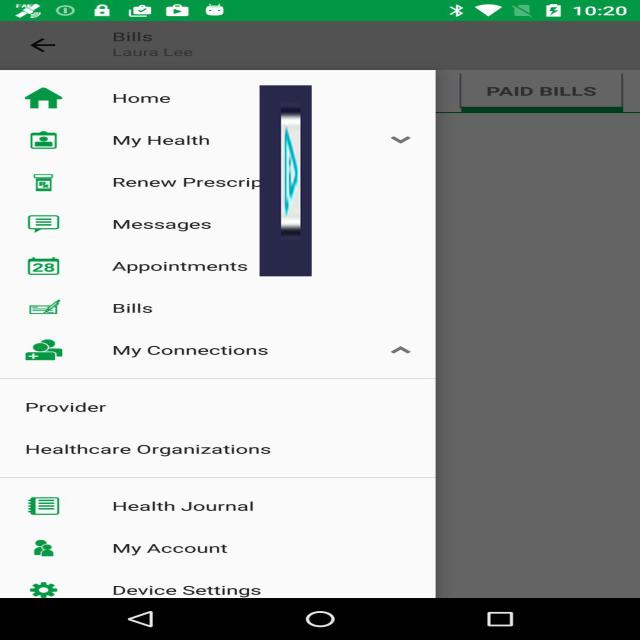 10:20
Bills
Laura Lee
PAID BILLS
Home
My Health
Renew Prescrip
Messages
28
Appointments
Bills
My Connections
Provider
Healthcare Organizations
Health Journal
My Account
Device Settings